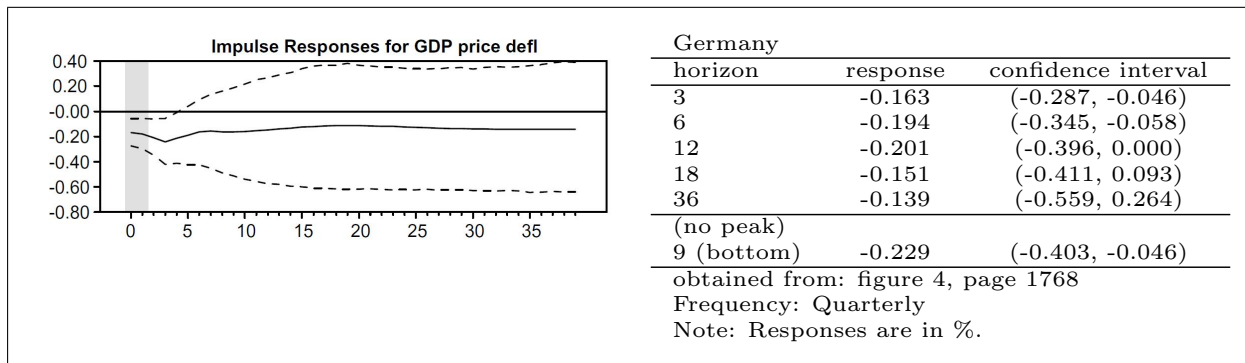 Impulse Responses for GDP price defl
0.40
0.20
-0.00
-0.20
-0.40
-0.60
-0.80
0 5 10 15 20 25 30 35
Germany
horizon response confidence interval
3 -0.163 (-0.287, -0.046)
6 -0.194 (-0.345, -0.058)
12 -0.201 (-0.396, 0.000)
18 -0.151 (-0.411, 0.093)
36 -0.139 (-0.559, 0.264)
(no peak)
9 (bottom) -0.229 (-0.403, -0.046)
obtained from: figure 4, page 1768
Frequency: Quarterly
Note: Responses are in %.